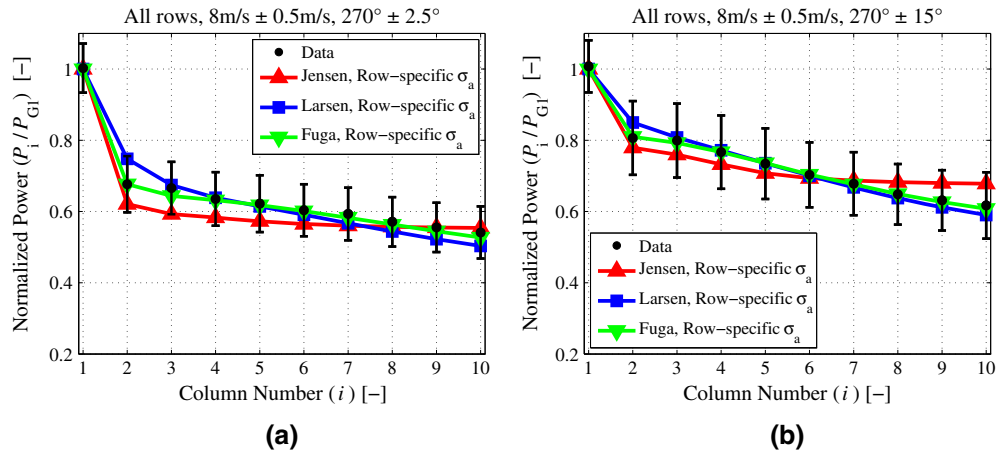 All rows, 8m/s ± 0.5m/s, 270° ± 2.5°
Normalized Power (P_i / P_GI) [−]
1
0.8
0.6
0.4
0.2
Data
Jensen, Row−specific σ_a
Larsen, Row−specific σ_a
Fuga, Row−specific σ_a
1 2 3 4 5 6 7 8 9 10
Column Number (i) [−]
(a)
All rows, 8m/s ± 0.5m/s, 270° ± 15°
Normalized Power (P_i / P_GI) [−]
1
0.8
0.6
0.4
0.2
Data
Jensen, Row−specific σ_a
Larsen, Row−specific σ_a
Fuga, Row−specific σ_a
1 2 3 4 5 6 7 8 9 10
Column Number (i) [−]
(b)